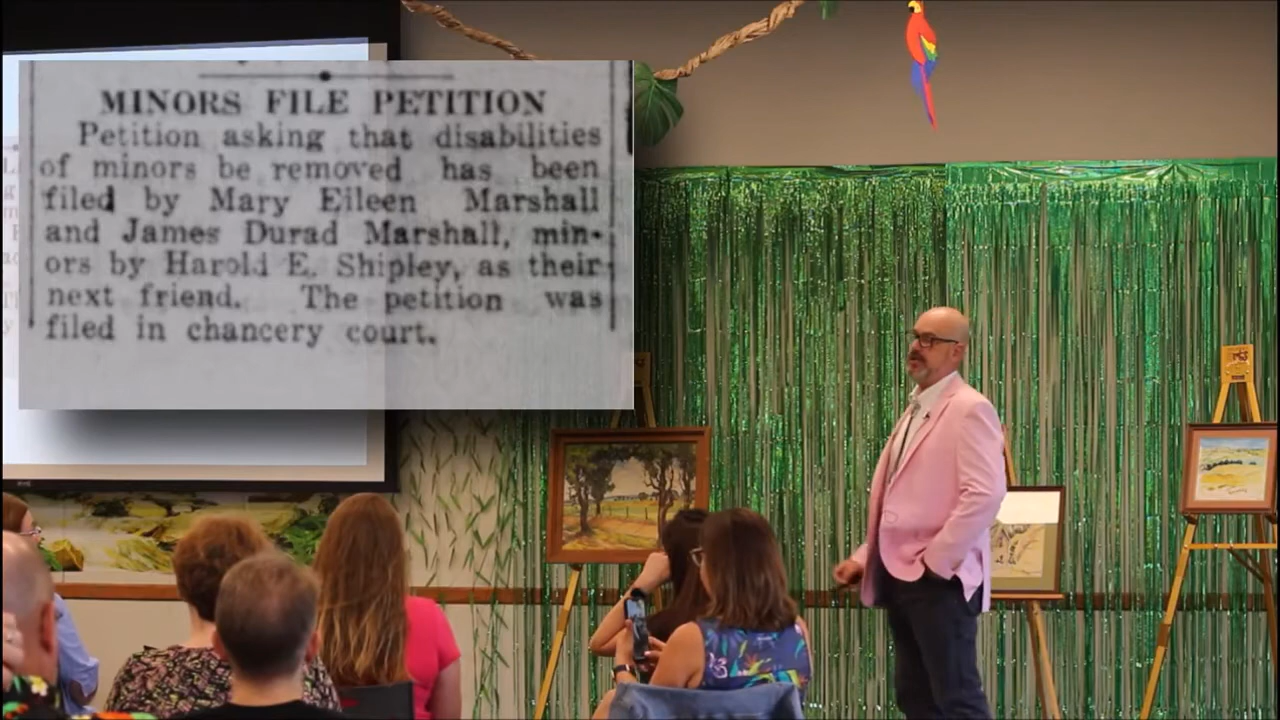 MINORS FILE PETITION
Petition asking that disabilities
of minors be removed has been
filed by Mary Eileen Marshall
and James Durad Marshall, min-
ors by Harold E. Shipley, as their
next friend. The petition was
filed in chancery court.